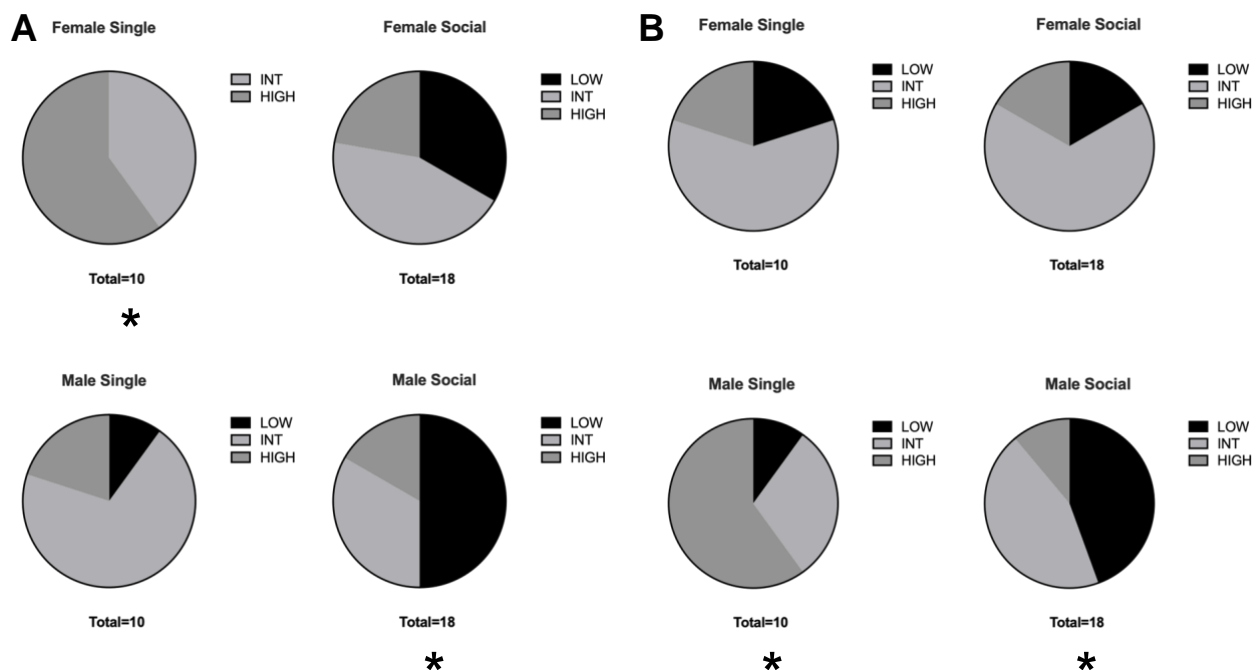 A
Female Single
INT
HIGH
Total=10
*
Female Social
LOW
INT
HIGH
Total=18
Male Single
LOW
INT
HIGH
Total=10
Male Social
LOW
INT
HIGH
Total=18
*
B
Female Single
LOW
INT
HIGH
Total=10
Female Social
LOW
INT
HIGH
Total=18
Male Single
LOW
INT
HIGH
Total=10
*
Male Social
LOW
INT
HIGH
Total=18
*